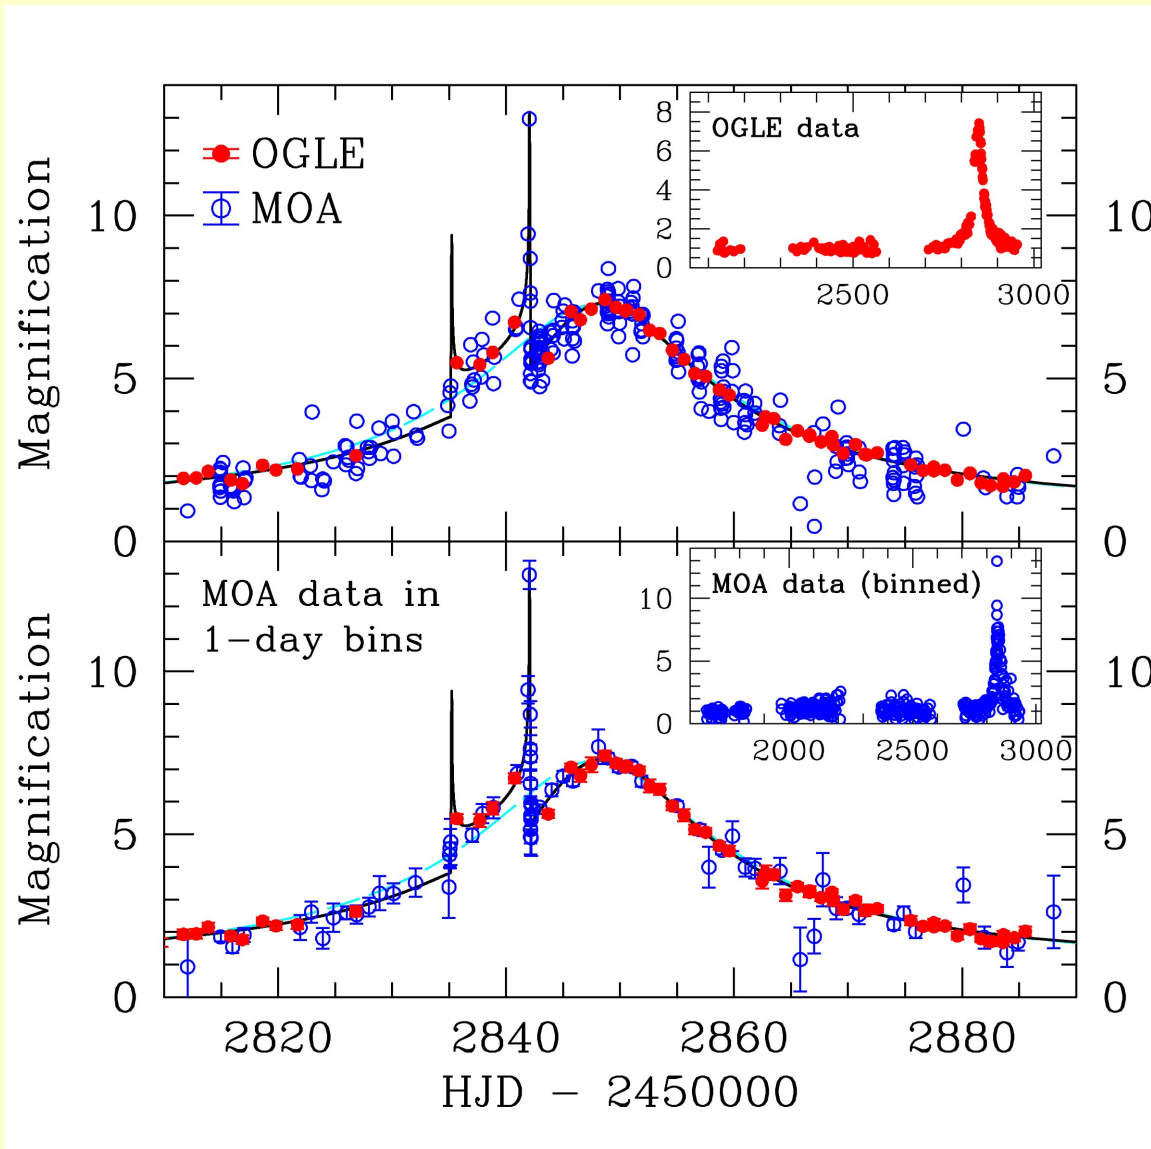 OGLE
MOA
OGLE data
8
6
4
2
0
2500 3000
Magnification
10
5
0
10
5
0
MOA data in
1-day bins
MOA data (binned)
10
5
0
2000 2500 3000
Magnification
10
5
0
10
5
0
2820 2840 2860 2880
HJD - 2450000